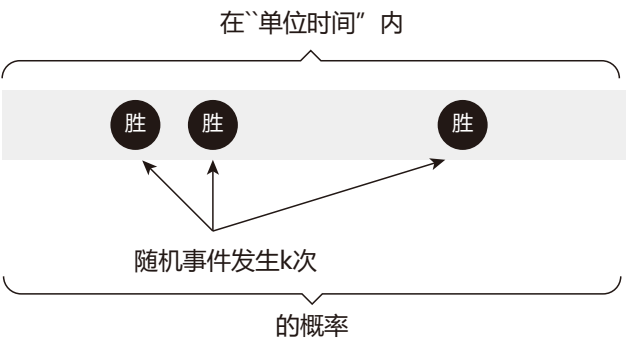 在``单位时间”内
胜 胜 胜
随机事件发生k次
的概率